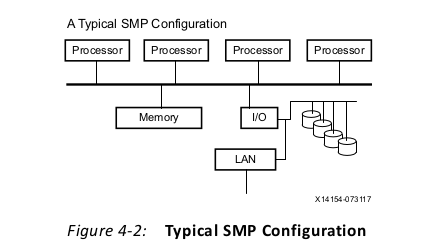 A Typical SMP Configuration
Processor Processor Processor Processor
Memory I/O
LAN
X14154-073117
Figure 4-2: Typical SMP Configuration